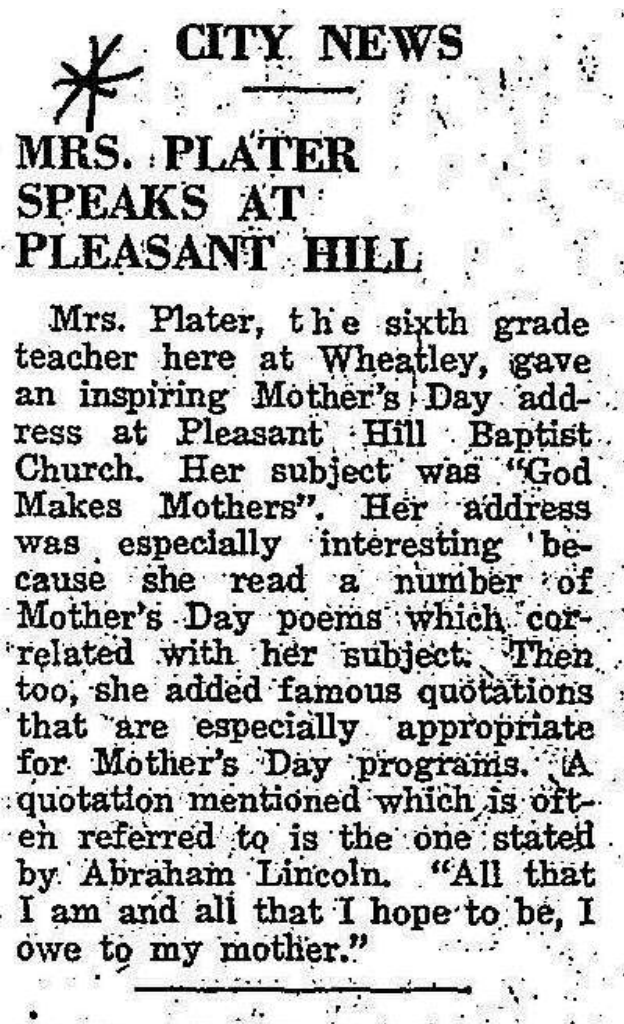 CITY NEWS
MRS. PLATER
SPEAKS AT
PLEASANT HILL
Mrs. Plater, the sixth grade
teacher here at Wheatley, gave
an inspiring Mother's Day add-
ress at Pleasant Hill Baptist
Church. Her subject was "God
Makes Mothers". Her address
was especially interesting be-
cause she read a number of
Mother's Day poems which cor-
related with her subject. Then
too, she added famous quotations
that are especially appropriate
for Mother's Day programs. A
quotation mentioned which is oft-
en referred to is the one stated
by Abraham Lincoln. "All that
I am and all that I hope to be, I
owe to my mother."